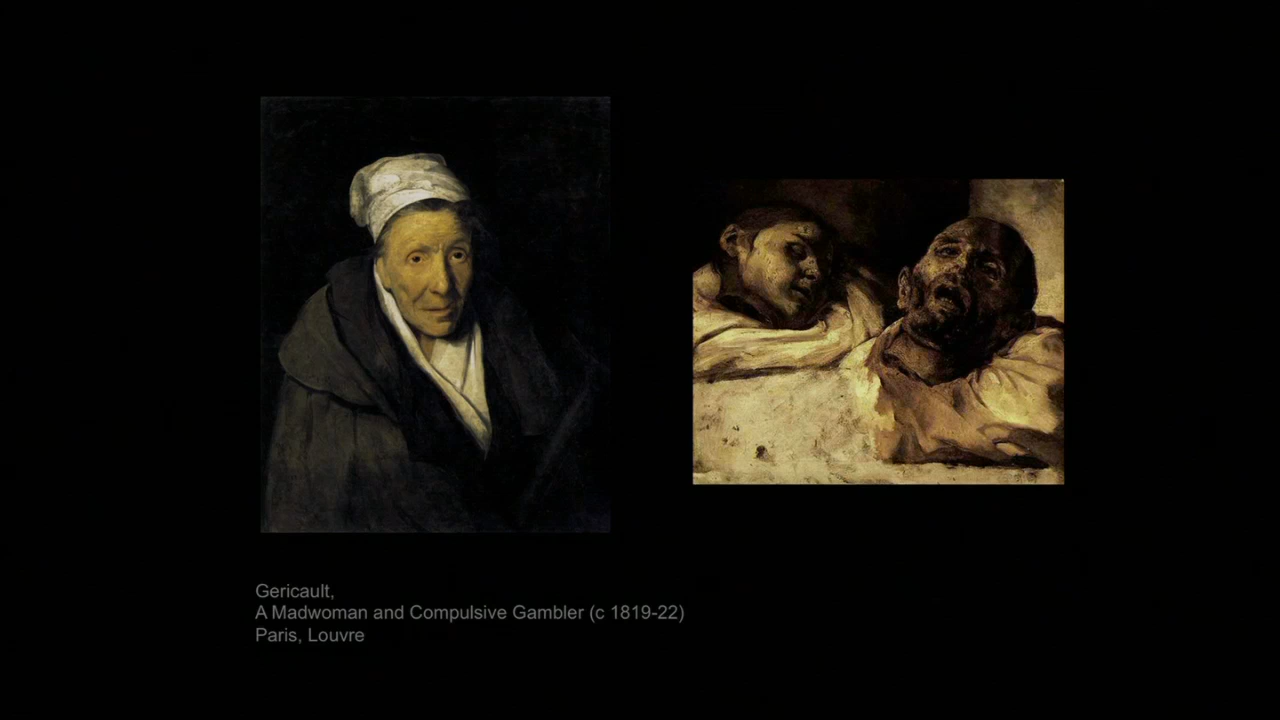 Gericault,
A Madwoman and Compulsive Gambler (c 1819-22)
Paris, Louvre